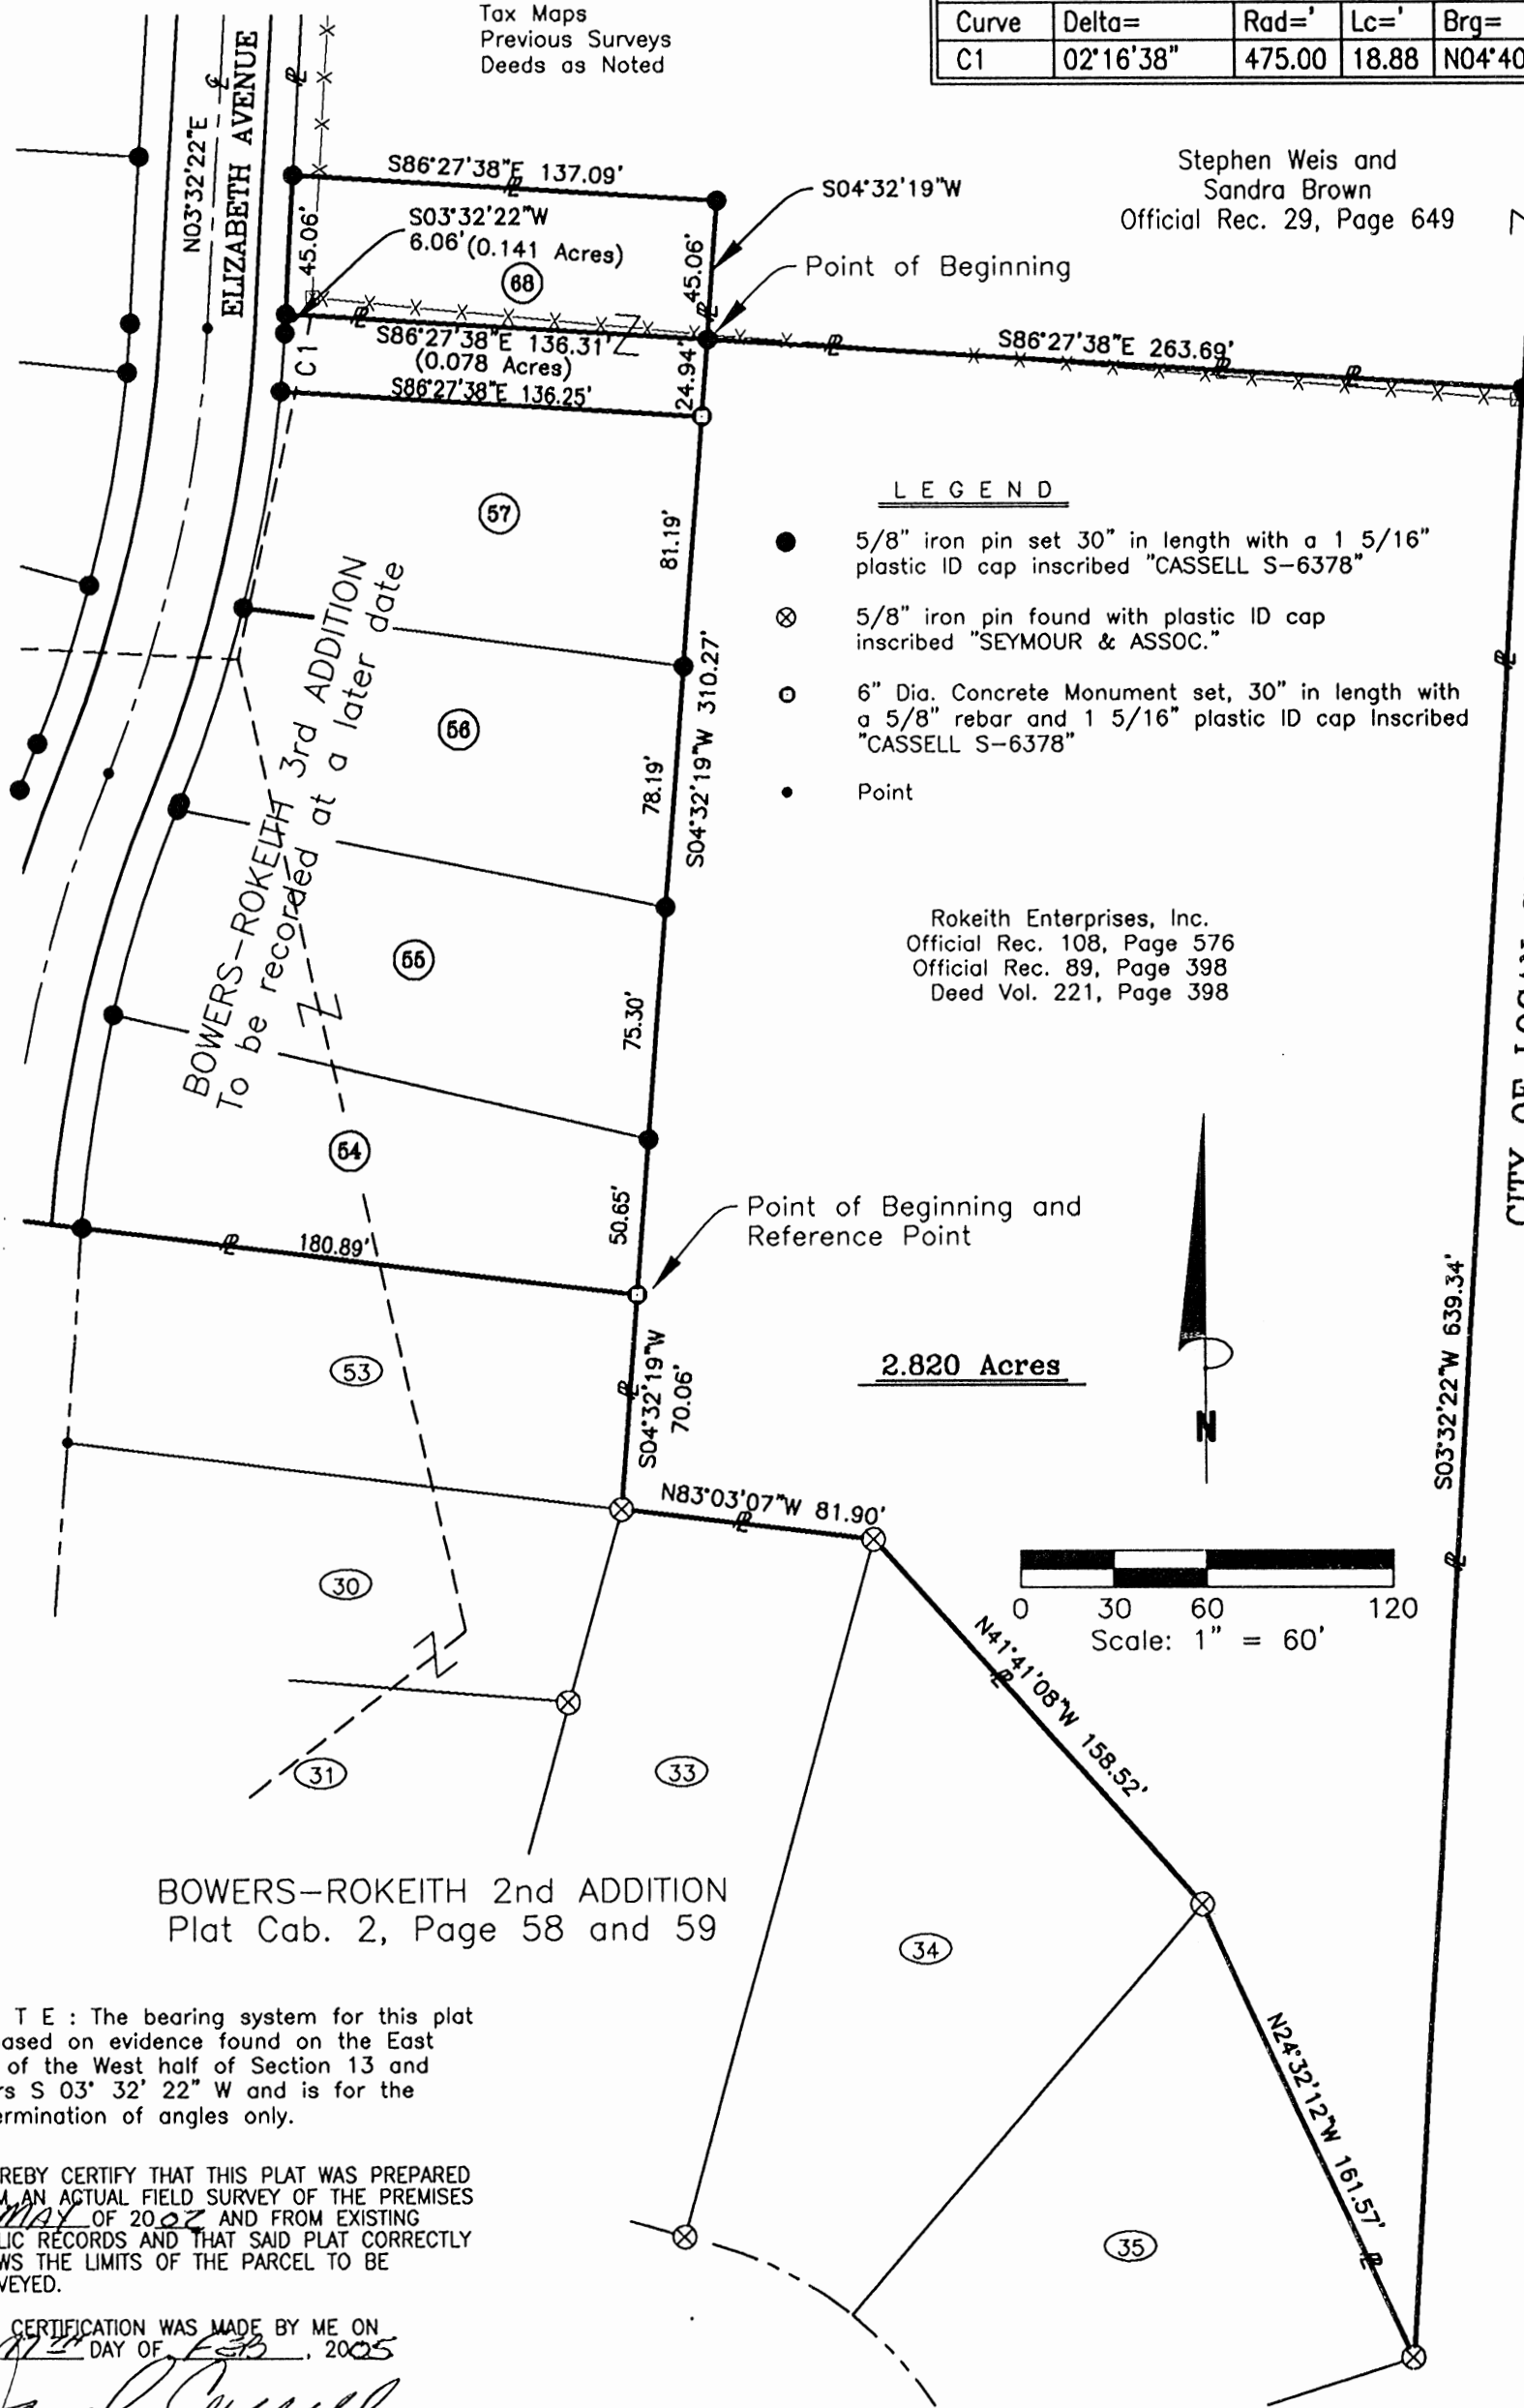 Tax Maps
Previous Surveys
Deeds as Noted
Curve Delta= Rad=' Lc=' Brg=
C1 02°16'38" 475.00 18.88 N04°40
N03°32'22"E
ELIZABETH AVENUE
S86°27'38"E 137.09'
S04°32'19"W
Stephen Weis and
Sandra Brown
Official Rec. 29, Page 649
45.06'
S03°32'22"W
6.06' (0.141 Acres)
68
45.06'
Point of Beginning
S86°27'38"E 136.31'
(0.078 Acres)
C1
S86°27'38"E 136.25'
24.94'
S86°27'38"E 263.69'
57
81.19'
LEGEND
5/8" iron pin set 30" in length with a 1 5/16"
plastic ID cap inscribed "CASSELL S-6378"
5/8" iron pin found with plastic ID cap
inscribed "SEYMOUR & ASSOC."
6" Dia. Concrete Monument set, 30" in length with
a 5/8" rebar and 1 5/16" plastic ID cap Inscribed
"CASSELL S-6378"
Point
BOWERS-ROKEITH 3rd ADDITION
To be recorded at a later date
56
78.19'
S04°32'19"W 310.27'
Rokeith Enterprises, Inc.
Official Rec. 108, Page 576
Official Rec. 89, Page 398
Deed Vol. 221, Page 398
55
75.30'
CITY OF LOGAN
54
50.65'
Point of Beginning and
Reference Point
180.89'
53
S04°32'19"W
70.06'
2.820 Acres
N
S03°32'22"W 639.34'
N83°03'07"W 81.90'
30
0 30 60 120
Scale: 1" = 60'
N41°41'08"W 158.52'
31
33
BOWERS-ROKEITH 2nd ADDITION
Plat Cab. 2, Page 58 and 59
34
T E : The bearing system for this plat
ased on evidence found on the East
of the West half of Section 13 and
rs S 03° 32' 22" W and is for the
ermination of angles only.
N24°32'12"W 161.57'
35
REBY CERTIFY THAT THIS PLAT WAS PREPARED
M AN ACTUAL FIELD SURVEY OF THE PREMISES
MAY OF 2002 AND FROM EXISTING
LIC RECORDS AND THAT SAID PLAT CORRECTLY
WS THE LIMITS OF THE PARCEL TO BE
VEYED.
CERTIFICATION WAS MADE BY ME ON
DAY OF FEB, 2005